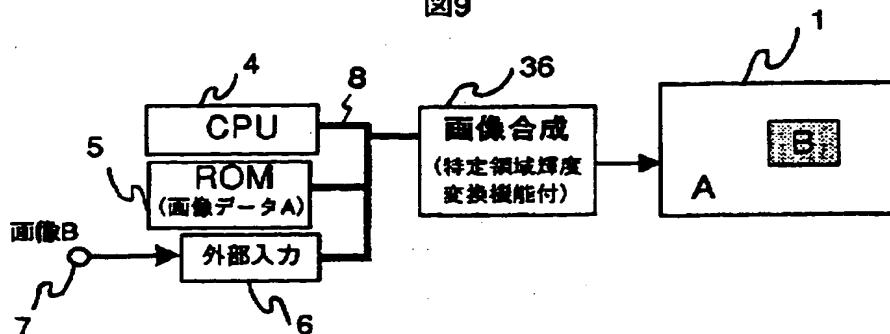 図9
1
4
8
36
CPU
画像合成
(特定領域輝度
変換機能付)
B
A
5
ROM
(画像データA)
画像B
外部入力
7
6